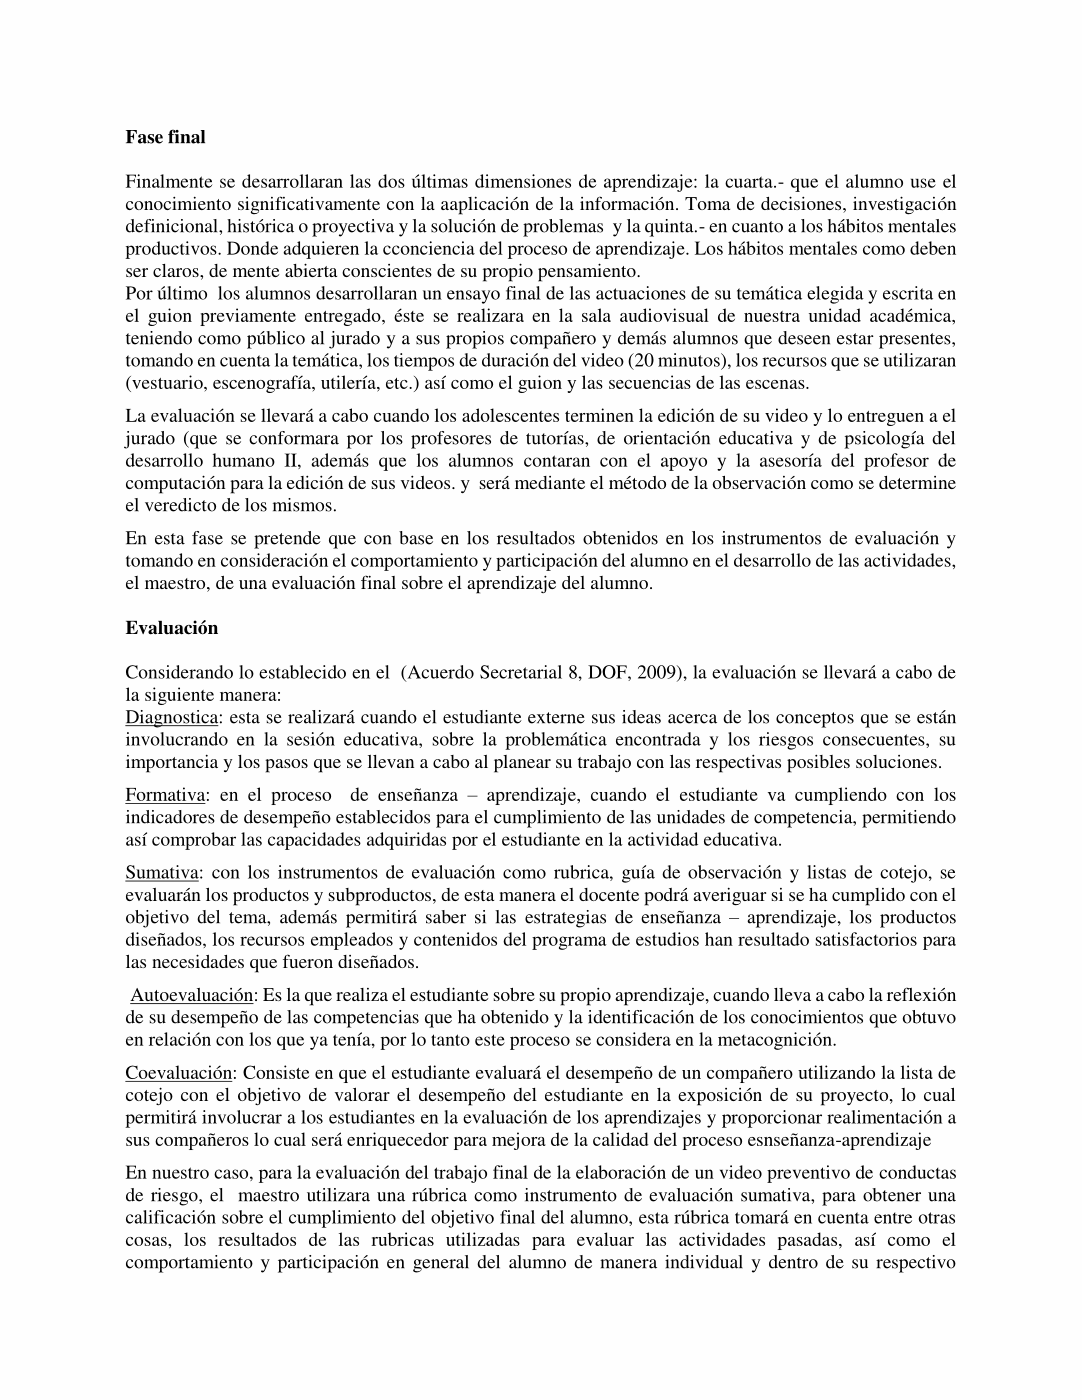 Fase final
Finalmente se desarrollaran las dos últimas dimensiones de aprendizaje: la cuarta.- que el alumno use el
conocimiento significativamente con la aaplicación de la información. Toma de decisiones, investigación
definicional, histórica o proyectiva y la solución de problemas  y la quinta.- en cuanto a los hábitos mentales
productivos. Donde adquieren la cconciencia del proceso de aprendizaje. Los hábitos mentales como deben
ser claros, de mente abierta conscientes de su propio pensamiento.
Por último  los alumnos desarrollaran un ensayo final de las actuaciones de su temática elegida y escrita en
el guion previamente entregado, éste se realizara en la sala audiovisual de nuestra unidad académica,
teniendo como público al jurado y a sus propios compañero y demás alumnos que deseen estar presentes,
tomando en cuenta la temática, los tiempos de duración del video (20 minutos), los recursos que se utilizaran
(vestuario, escenografía, utilería, etc.) así como el guion y las secuencias de las escenas.
La evaluación se llevará a cabo cuando los adolescentes terminen la edición de su video y lo entreguen a el
jurado (que se conformara por los profesores de tutorías, de orientación educativa y de psicología del
desarrollo humano II, además que los alumnos contaran con el apoyo y la asesoría del profesor de
computación para la edición de sus videos. y  será mediante el método de la observación como se determine
el veredicto de los mismos.
En esta fase se pretende que con base en los resultados obtenidos en los instrumentos de evaluación y
tomando en consideración el comportamiento y participación del alumno en el desarrollo de las actividades,
el maestro, de una evaluación final sobre el aprendizaje del alumno.
Evaluación
Considerando lo establecido en el  (Acuerdo Secretarial 8, DOF, 2009), la evaluación se llevará a cabo de
la siguiente manera:
Diagnostica: esta se realizará cuando el estudiante externe sus ideas acerca de los conceptos que se están
involucrando en la sesión educativa, sobre la problemática encontrada y los riesgos consecuentes, su
importancia y los pasos que se llevan a cabo al planear su trabajo con las respectivas posibles soluciones.
Formativa: en el proceso  de enseñanza – aprendizaje, cuando el estudiante va cumpliendo con los
indicadores de desempeño establecidos para el cumplimiento de las unidades de competencia, permitiendo
así comprobar las capacidades adquiridas por el estudiante en la actividad educativa.
Sumativa: con los instrumentos de evaluación como rubrica, guía de observación y listas de cotejo, se
evaluarán los productos y subproductos, de esta manera el docente podrá averiguar si se ha cumplido con el
objetivo del tema, además permitirá saber si las estrategias de enseñanza – aprendizaje, los productos
diseñados, los recursos empleados y contenidos del programa de estudios han resultado satisfactorios para
las necesidades que fueron diseñados.
Autoevaluación: Es la que realiza el estudiante sobre su propio aprendizaje, cuando lleva a cabo la reflexión
de su desempeño de las competencias que ha obtenido y la identificación de los conocimientos que obtuvo
en relación con los que ya tenía, por lo tanto este proceso se considera en la metacognición.
Coevaluación: Consiste en que el estudiante evaluará el desempeño de un compañero utilizando la lista de
cotejo con el objetivo de valorar el desempeño del estudiante en la exposición de su proyecto, lo cual
permitirá involucrar a los estudiantes en la evaluación de los aprendizajes y proporcionar realimentación a
sus compañeros lo cual será enriquecedor para mejora de la calidad del proceso esnseñanza-aprendizaje
En nuestro caso, para la evaluación del trabajo final de la elaboración de un video preventivo de conductas
de riesgo, el  maestro utilizara una rúbrica como instrumento de evaluación sumativa, para obtener una
calificación sobre el cumplimiento del objetivo final del alumno, esta rúbrica tomará en cuenta entre otras
cosas, los resultados de las rubricas utilizadas para evaluar las actividades pasadas, así como el
comportamiento y participación en general del alumno de manera individual y dentro de su respectivo